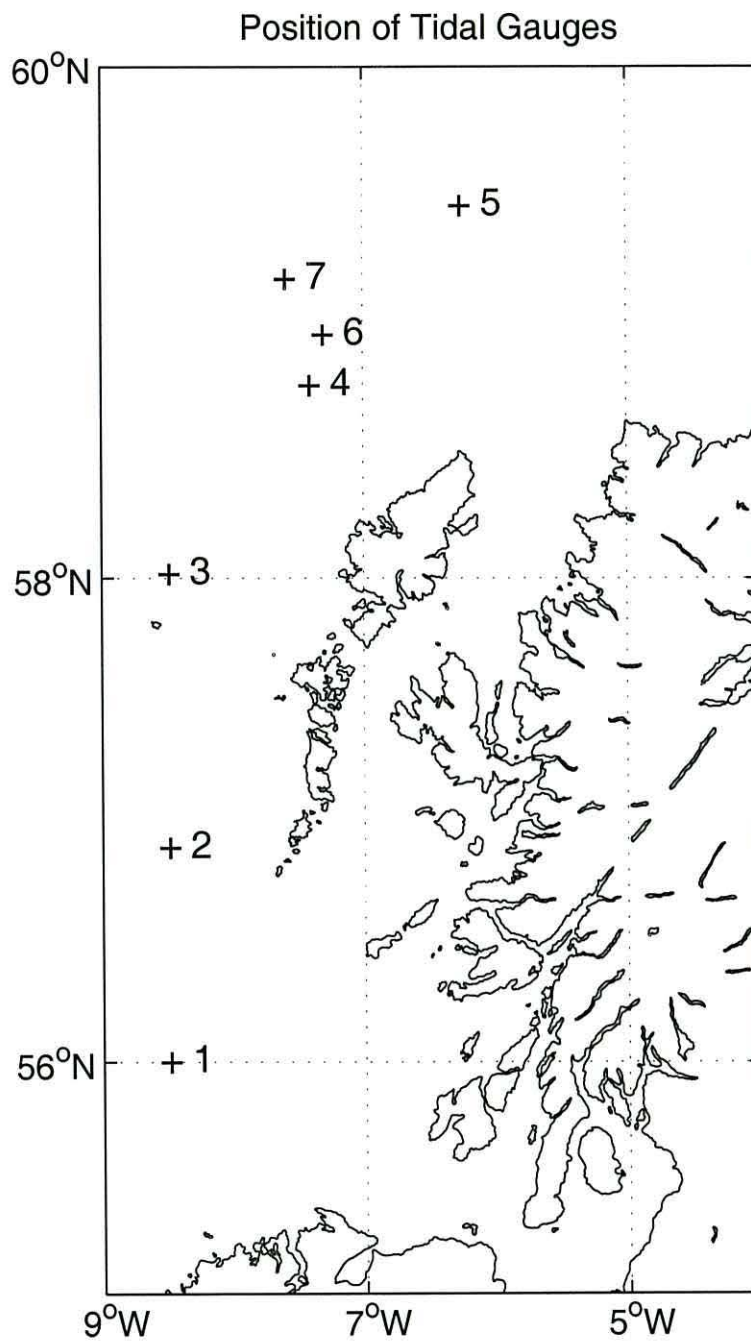 Position of Tidal Gauges
60°N
+ 5
+ 7
+ 6
+ 4
58°N
+ 3
+ 2
56°N
+ 1
9°W 7°W 5°W